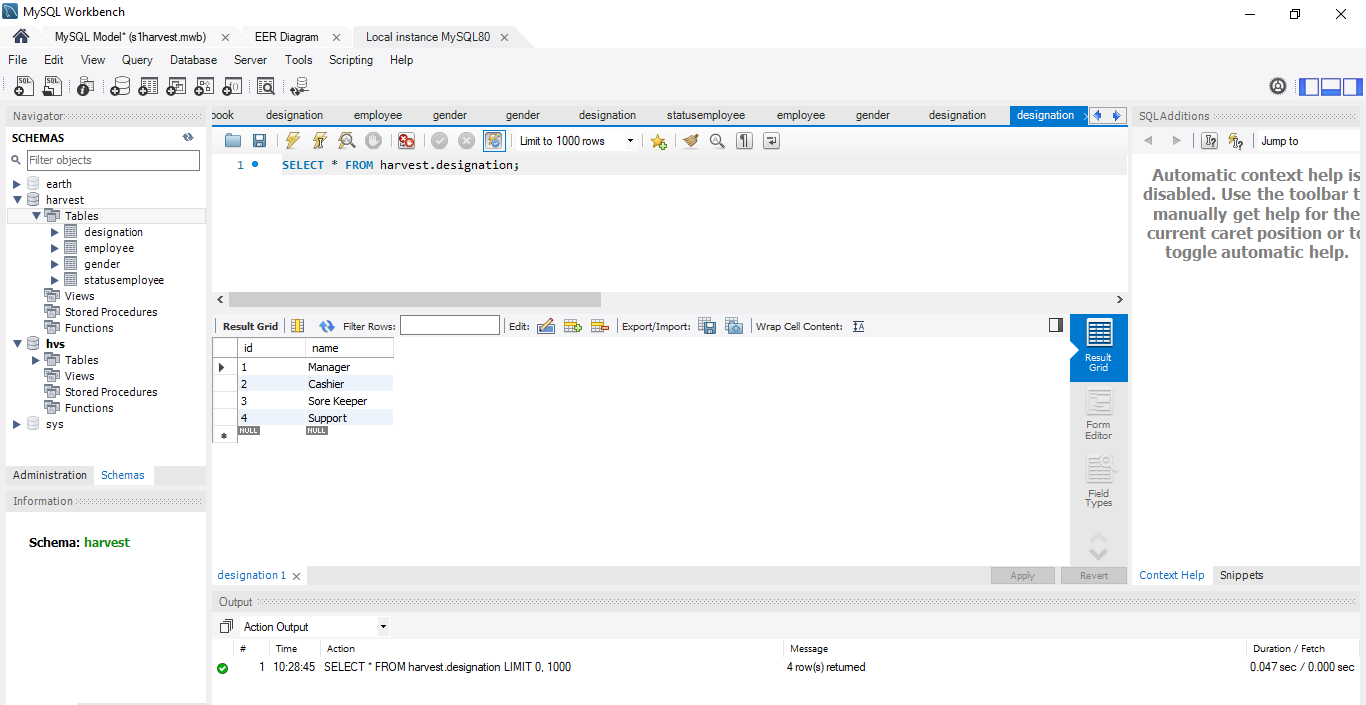 MySQL Workbench
MySQL Model* (s1harvest.mwb)
EER Diagram
Local instance MySQL80
File Edit View Query Database Server Tools Scripting Help
Navigator
SCHEMAS
Filter objects
earth
harvest
Tables
designation
employee
gender
statusemployee
Views
Stored Procedures
Functions
hvs
Tables
Views
Stored Procedures
Functions
sys
Administration Schemas
Information
Schema: harvest
ook designation employee gender gender designation statusemployee employee gender designation designation
Limit to 1000 rows
1 SELECT * FROM harvest.designation;
Result Grid Filter Rows: Edit: Export/Import: Wrap Cell Content:
id name
1 Manager
2 Cashier
3 Sore Keeper
4 Support
NULL NULL
Result
Grid
Form
Editor
Field
Types
designation 1
Apply Revert
SQLAdditions
Jump to
Automatic context help is
disabled. Use the toolbar t
manually get help for the
current caret position or to
toggle automatic help.
Context Help Snippets
Output
Action Output
# Time Action Message Duration / Fetch
1 10:28:45 SELECT * FROM harvest.designation LIMIT 0, 1000 4 row(s) returned 0.047 sec / 0.000 sec